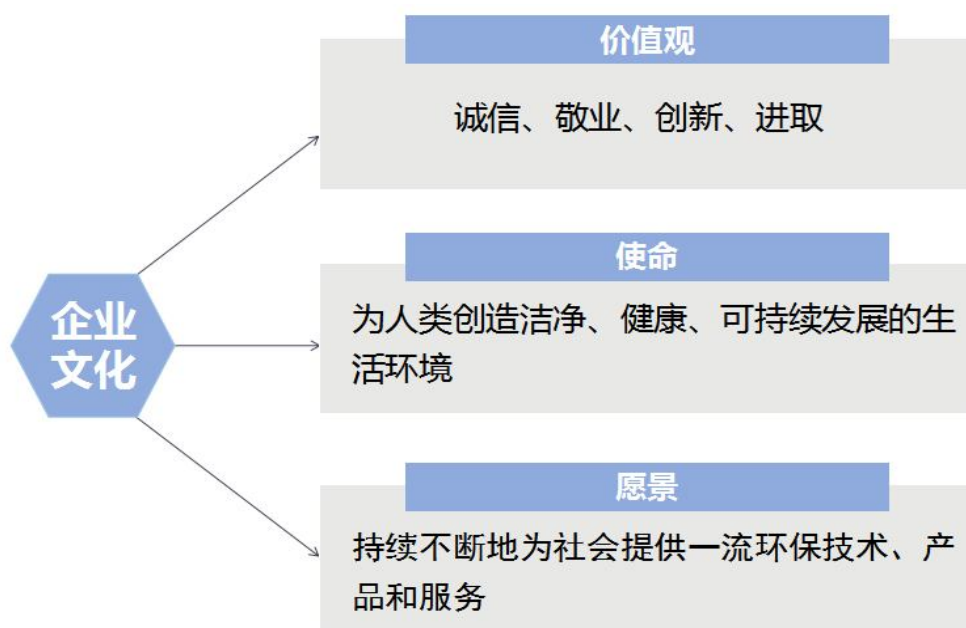 价值观
诚信、敬业、创新、进取
企业
文化
使命
为人类创造洁净、健康、可持续发展的生
活环境
愿景
持续不断地为社会提供一流环保技术、产
品和服务